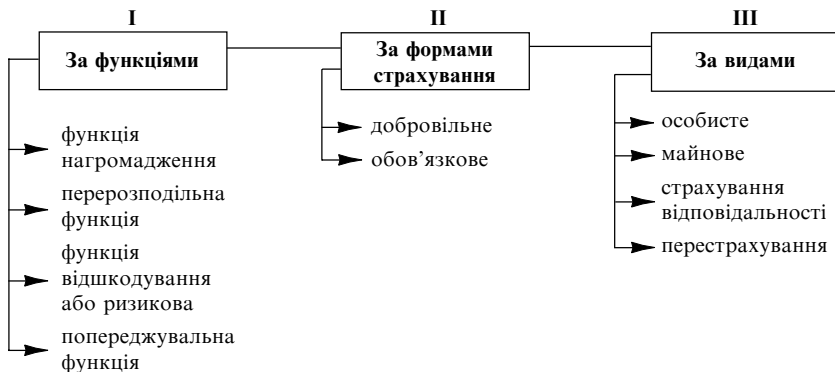 I
За функціями
функція
нагромадження
перерозподільна
функція
функція
відшкодування
або ризикова
попереджувальна
функція
II
За формами
страхування
добровільне
обов’язкове
III
За видами
особисте
майнове
страхування
відповідальності
перестрахування